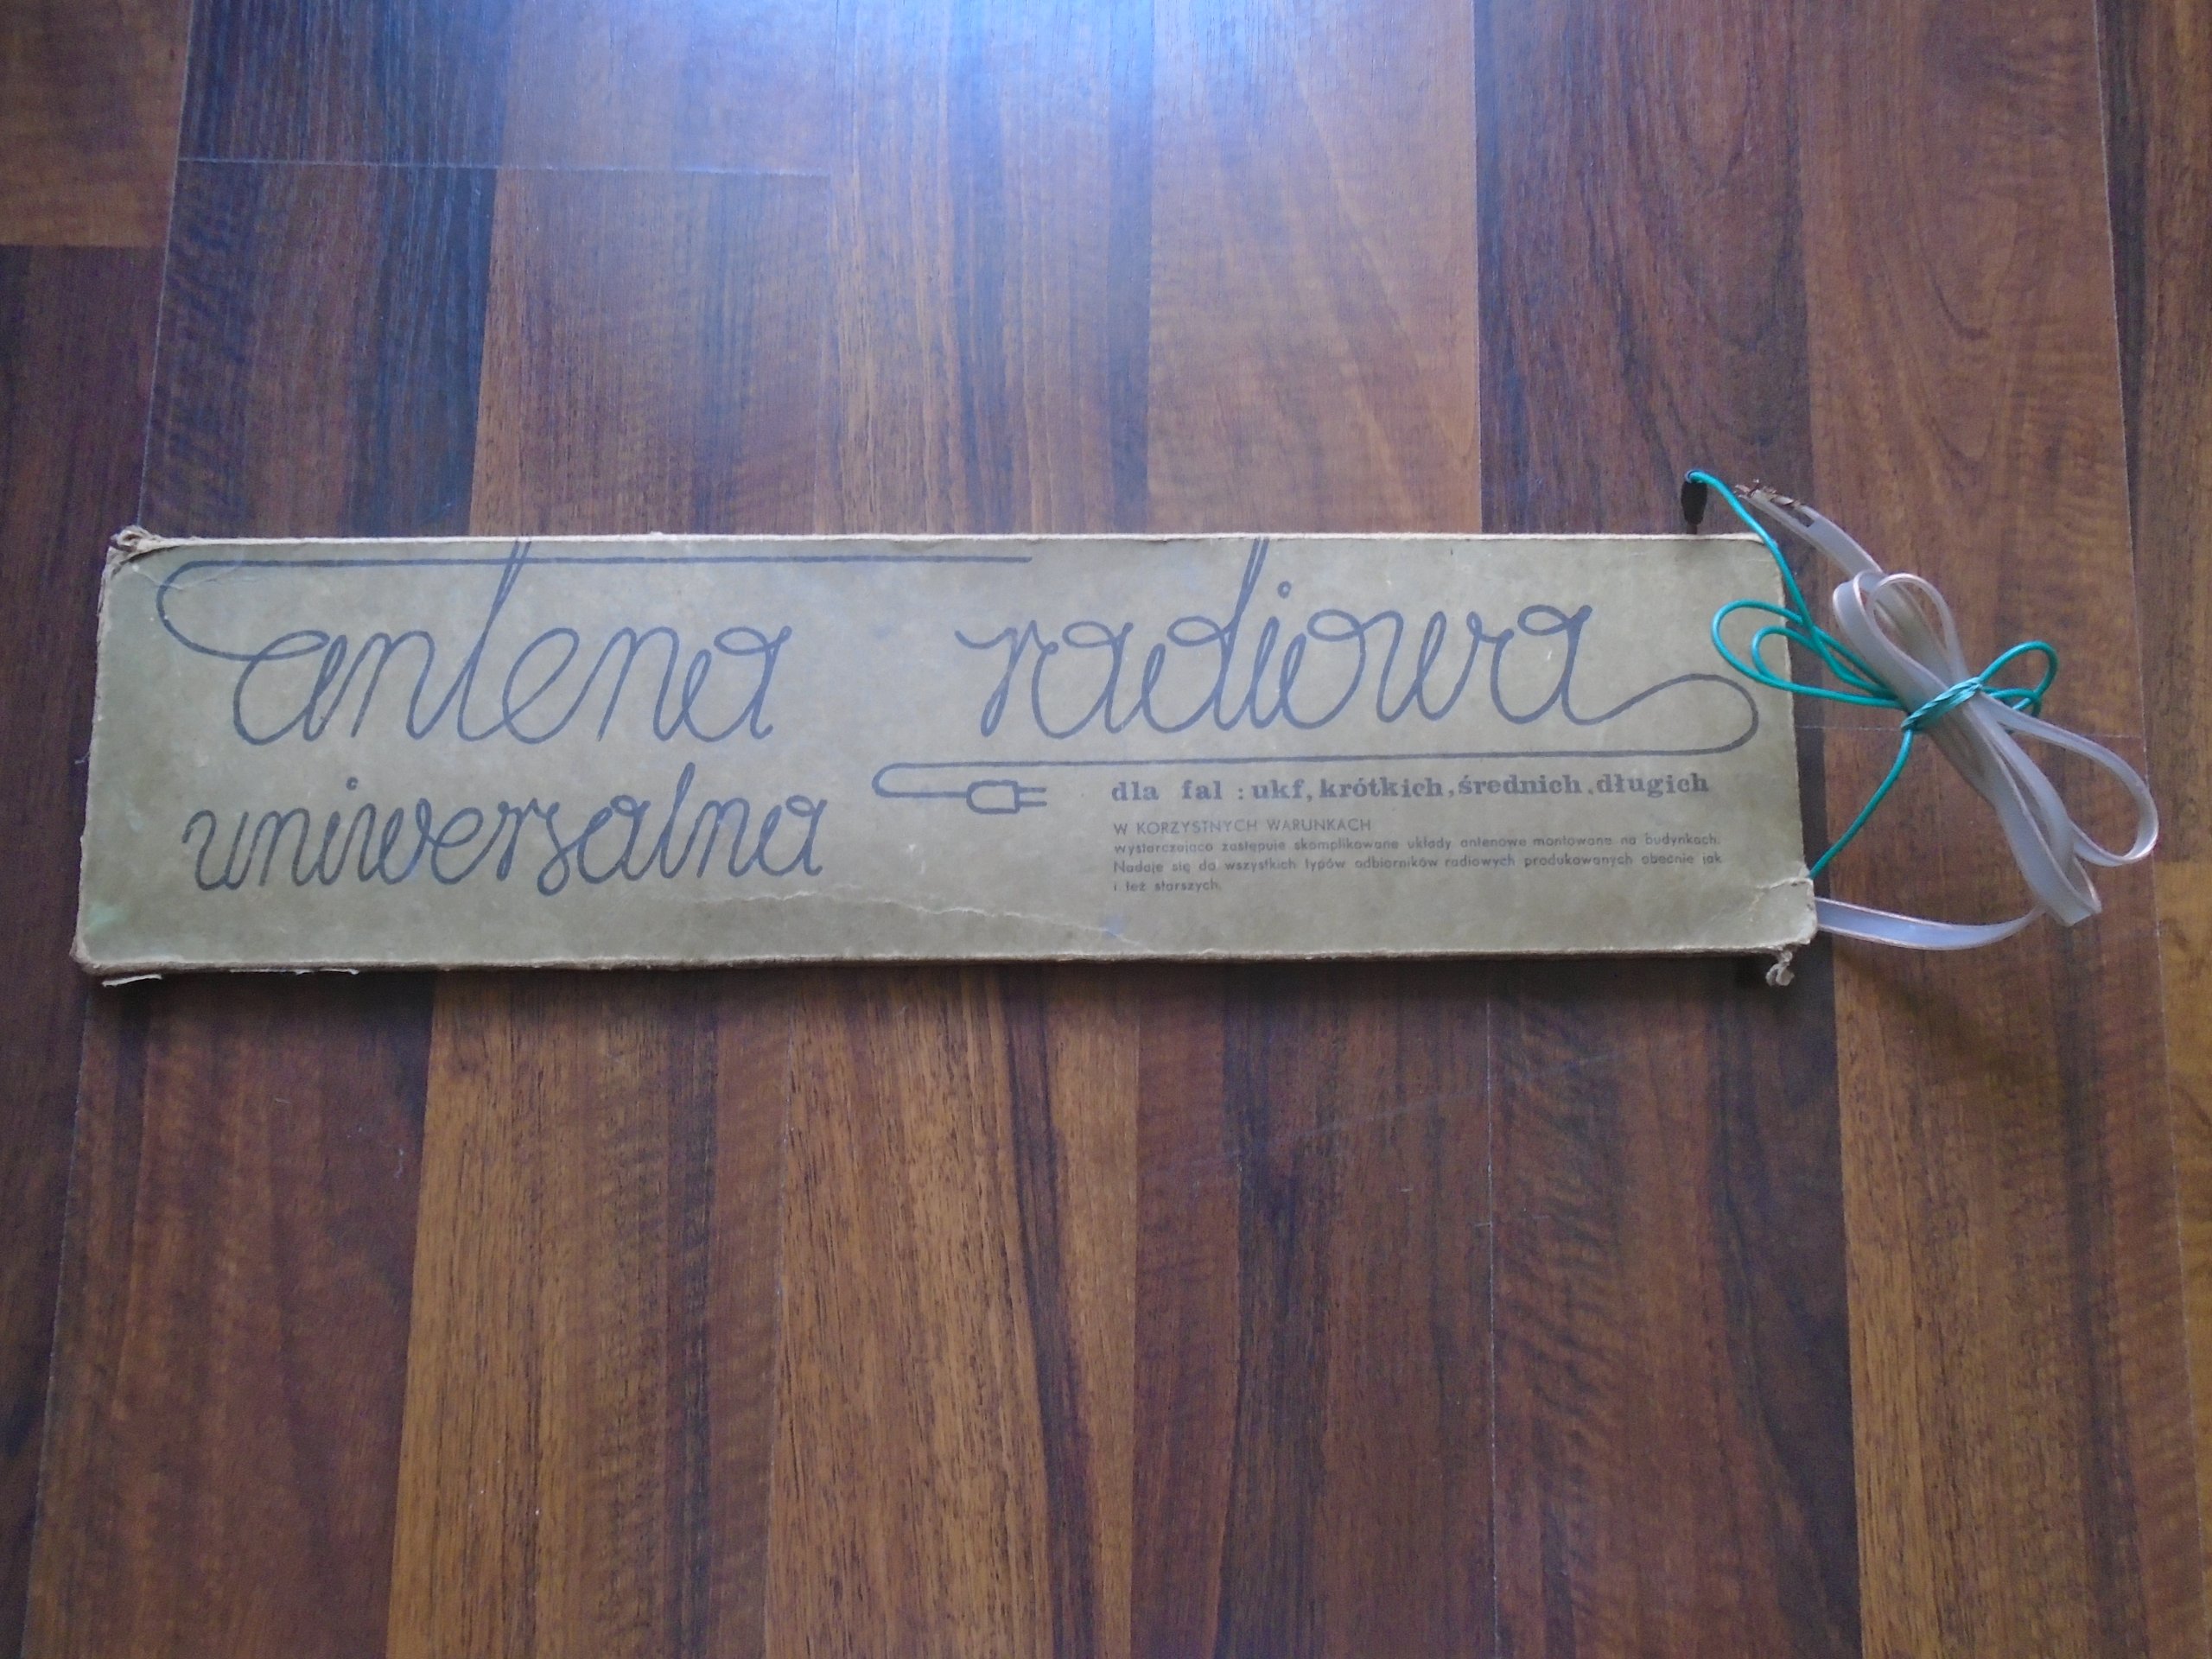 antena radiowa
uniwersalna
dla fal : ukf, krótkich, średnich, długich
W KORZYSTNYCH WARUNKACH
wystarczająco zastępuje skomplikowane układy antenowe montowane na budynkach.
Nadaje się do wszystkich typów odbiorników radiowych produkowanych obecnie jak
i też starszych.